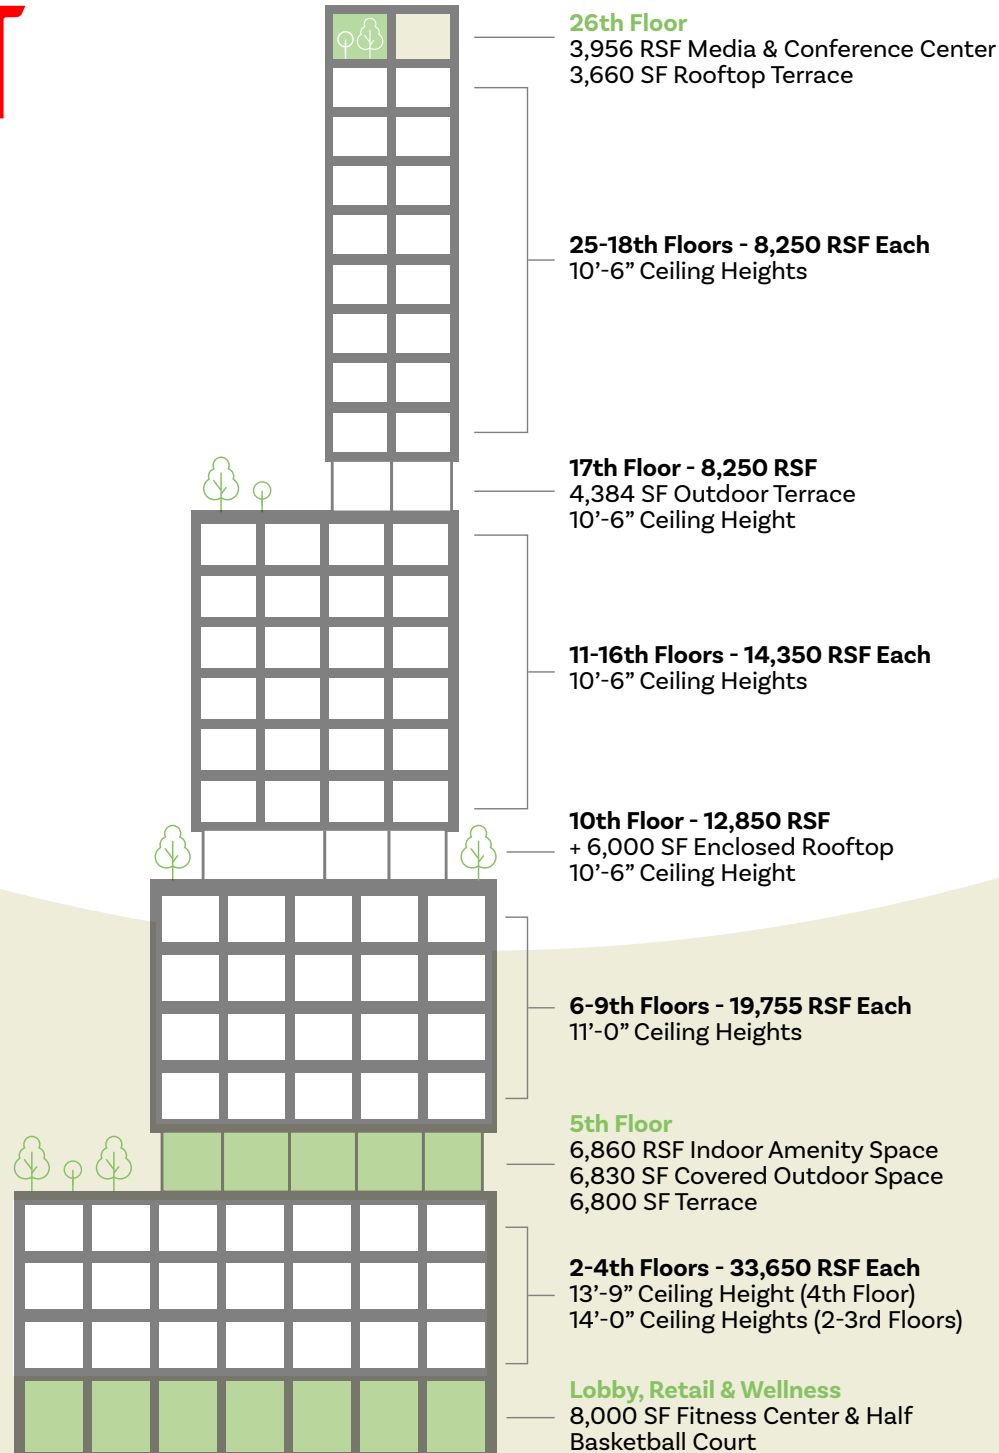 26th Floor
3,956 RSF Media & Conference Center
3,660 SF Rooftop Terrace
25-18th Floors - 8,250 RSF Each
10’-6” Ceiling Heights
17th Floor - 8,250 RSF
4,384 SF Outdoor Terrace
10’-6” Ceiling Height
11-16th Floors - 14,350 RSF Each
10’-6” Ceiling Heights
10th Floor - 12,850 RSF
+ 6,000 SF Enclosed Rooftop
10’-6” Ceiling Height
6-9th Floors - 19,755 RSF Each
11’-0” Ceiling Heights
5th Floor
6,860 RSF Indoor Amenity Space
6,830 SF Covered Outdoor Space
6,800 SF Terrace
2-4th Floors - 33,650 RSF Each
13’-9” Ceiling Height (4th Floor)
14’-0” Ceiling Heights (2-3rd Floors)
Lobby, Retail & Wellness
8,000 SF Fitness Center & Half
Basketball Court